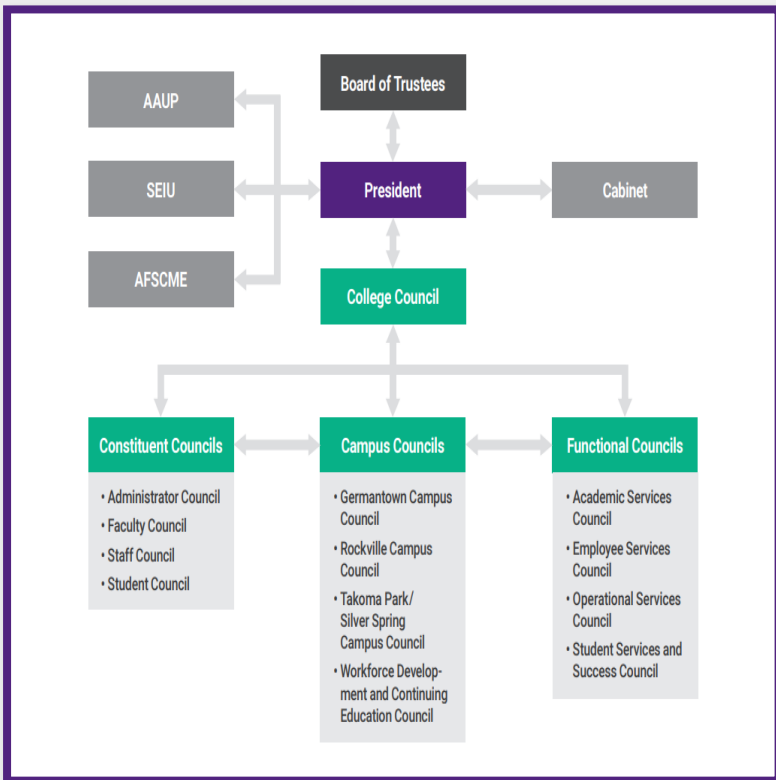 Board of Trustees
AAUP
SEIU
President
Cabinet
AFSCME
College Council
Constituent Councils
• Administrator Council
• Faculty Council
• Staff Council
• Student Council
Campus Councils
• Germantown Campus
Council
• Rockville Campus
Council
• Takoma Park/
Silver Spring
Campus Council
• Workforce Develop-
ment and Continuing
Education Council
Functional Councils
• Academic Services
Council
• Employee Services
Council
• Operational Services
Council
• Student Services and
Success Council